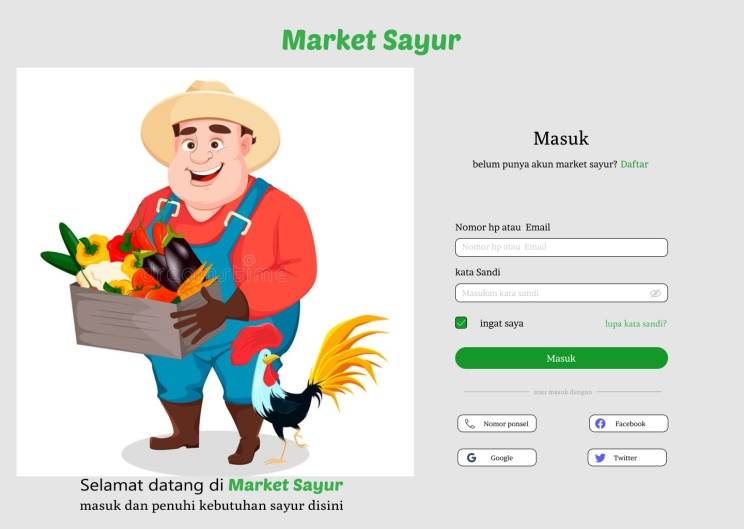 Market Sayur
Masuk
belum punya akun market sayur? Daftar
Nomor hp atau Email
Nomor hp atau Email
kata Sandi
Masukan kata sandi
ingat saya
lupa kata sandi?
Masuk
atau masuk dengan
Nomor ponsel
Facebook
Google
Twitter
dreamstime
Selamat datang di Market Sayur
masuk dan penuhi kebutuhan sayur disini